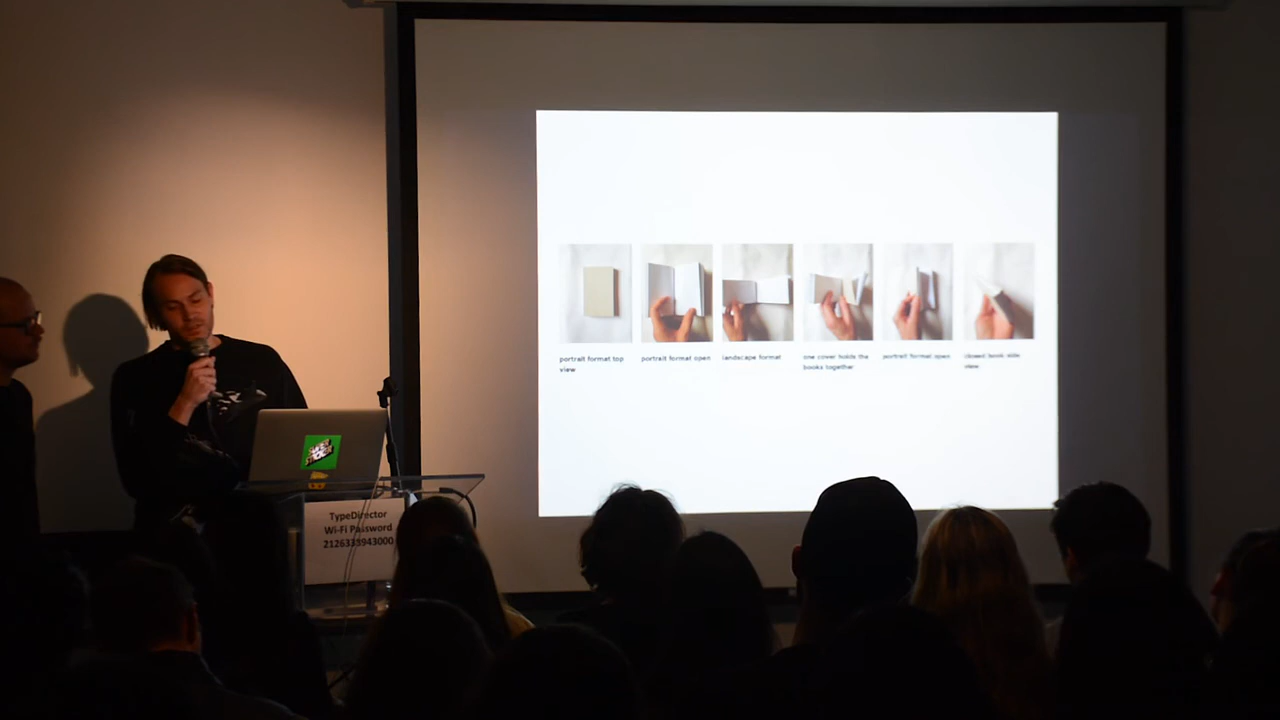 portrait format top
view
portrait format open
landscape format
one cover holds the
books together
portrait format open
closed book side
view
TypeDirector
Wi-Fi Password